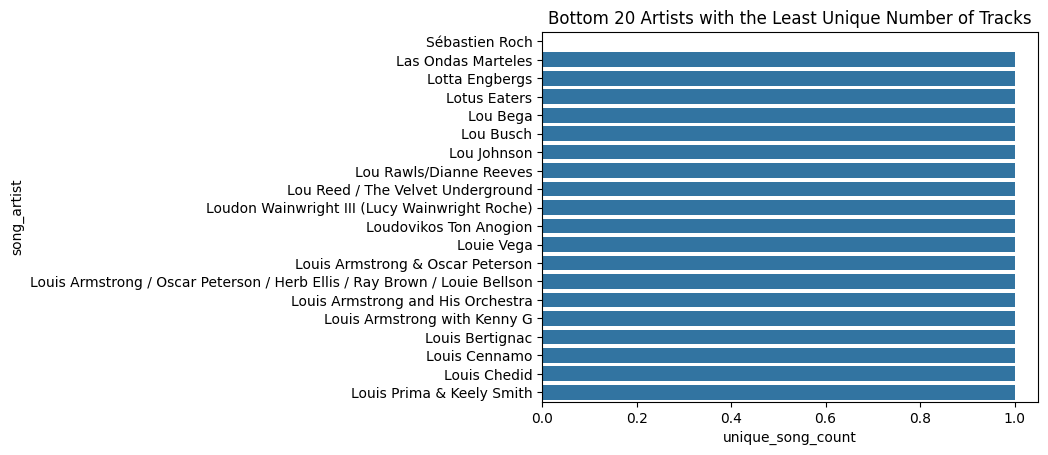 Bottom 20 Artists with the Least Unique Number of Tracks
song_artist
Sébastien Roch
Las Ondas Marteles
Lotta Engbergs
Lotus Eaters
Lou Bega
Lou Busch
Lou Johnson
Lou Rawls/Dianne Reeves
Lou Reed / The Velvet Underground
Loudon Wainwright III (Lucy Wainwright Roche)
Loudovikos Ton Anogion
Louie Vega
Louis Armstrong & Oscar Peterson
Louis Armstrong / Oscar Peterson / Herb Ellis / Ray Brown / Louie Bellson
Louis Armstrong and His Orchestra
Louis Armstrong with Kenny G
Louis Bertignac
Louis Cennamo
Louis Chedid
Louis Prima & Keely Smith
0.0 0.2 0.4 0.6 0.8 1.0
unique_song_count